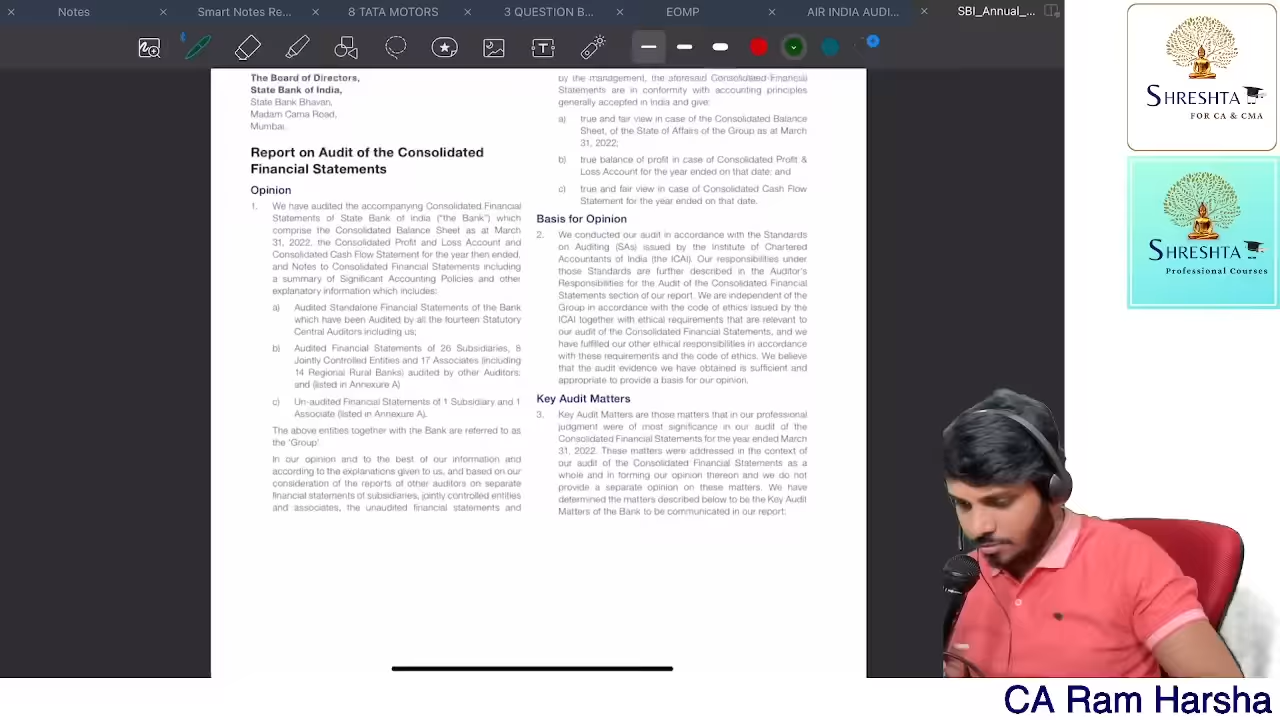 Notes
Smart Notes Re...
8 TATA MOTORS
3 QUESTION B...
EOMP
AIR INDIA AUDI...
SBI_Annual_...
The Board of Directors,
State Bank of India,
State Bank Bhavan,
Madam Cama Road,
Mumbai.
Report on Audit of the Consolidated
Financial Statements
Opinion
1. We have audited the accompanying Consolidated Financial
Statements of State Bank of India ("the Bank") which
comprise the Consolidated Balance Sheet as at March
31, 2022, the Consolidated Profit and Loss Account and
Consolidated Cash Flow Statement for the year then ended,
and Notes to Consolidated Financial Statements including
a summary of Significant Accounting Policies and other
explanatory information which includes:
a) Audited Standalone Financial Statements of the Bank
which have been Audited by all the fourteen Statutory
Central Auditors including us;
b) Audited Financial Statements of 26 Subsidiaries, 8
Jointly Controlled Entities and 17 Associates (including
14 Regional Rural Banks) audited by other Auditors;
and (listed in Annexure A)
c) Un-audited Financial Statements of 1 Subsidiary and 1
Associate (listed in Annexure A).
The above entities together with the Bank are referred to as
the 'Group'
In our opinion and to the best of our information and
according to the explanations given to us, and based on our
consideration of the reports of other auditors on separate
financial statements of subsidiaries, jointly controlled entities
and associates, the unaudited financial statements and
by the management, the aforesaid Consolidated Financial
Statements are in conformity with accounting principles
generally accepted in India and give:
a) true and fair view in case of the Consolidated Balance
Sheet, of the State of Affairs of the Group as at March
31, 2022;
b) true balance of profit in case of Consolidated Profit &
Loss Account for the year ended on that date; and
c) true and fair view in case of Consolidated Cash Flow
Statement for the year ended on that date.
Basis for Opinion
2. We conducted our audit in accordance with the Standards
on Auditing (SAs) issued by the Institute of Chartered
Accountants of India (the ICAI). Our responsibilities under
those Standards are further described in the Auditor's
Responsibilities for the Audit of the Consolidated Financial
Statements section of our report. We are independent of the
Group in accordance with the code of ethics issued by the
ICAI together with ethical requirements that are relevant to
our audit of the Consolidated Financial Statements, and we
have fulfilled our other ethical responsibilities in accordance
with these requirements and the code of ethics. We believe
that the audit evidence we have obtained is sufficient and
appropriate to provide a basis for our opinion.
Key Audit Matters
3. Key Audit Matters are those matters that in our professional
judgment were of most significance in our audit of the
Consolidated Financial Statements for the year ended March
31, 2022. These matters were addressed in the context of
our audit of the Consolidated Financial Statements as a
whole and in forming our opinion thereon and we do not
provide a separate opinion on these matters. We have
determined the matters described below to be the Key Audit
Matters of the Bank to be communicated in our report:
SHRESHTA
FOR CA & CMA
SHRESHTA
Professional Courses
CA Ram Harsha